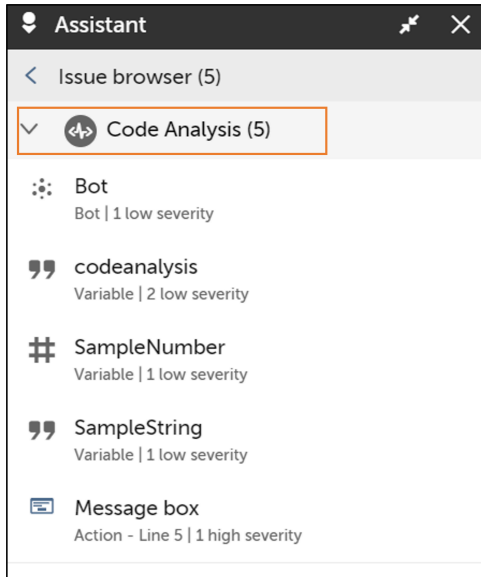 Assistant
Issue browser (5)
Code Analysis (5)
Bot
Bot | 1 low severity
codeanalysis
Variable | 2 low severity
SampleNumber
Variable | 1 low severity
SampleString
Variable | 1 low severity
Message box
Action - Line 5 | 1 high severity